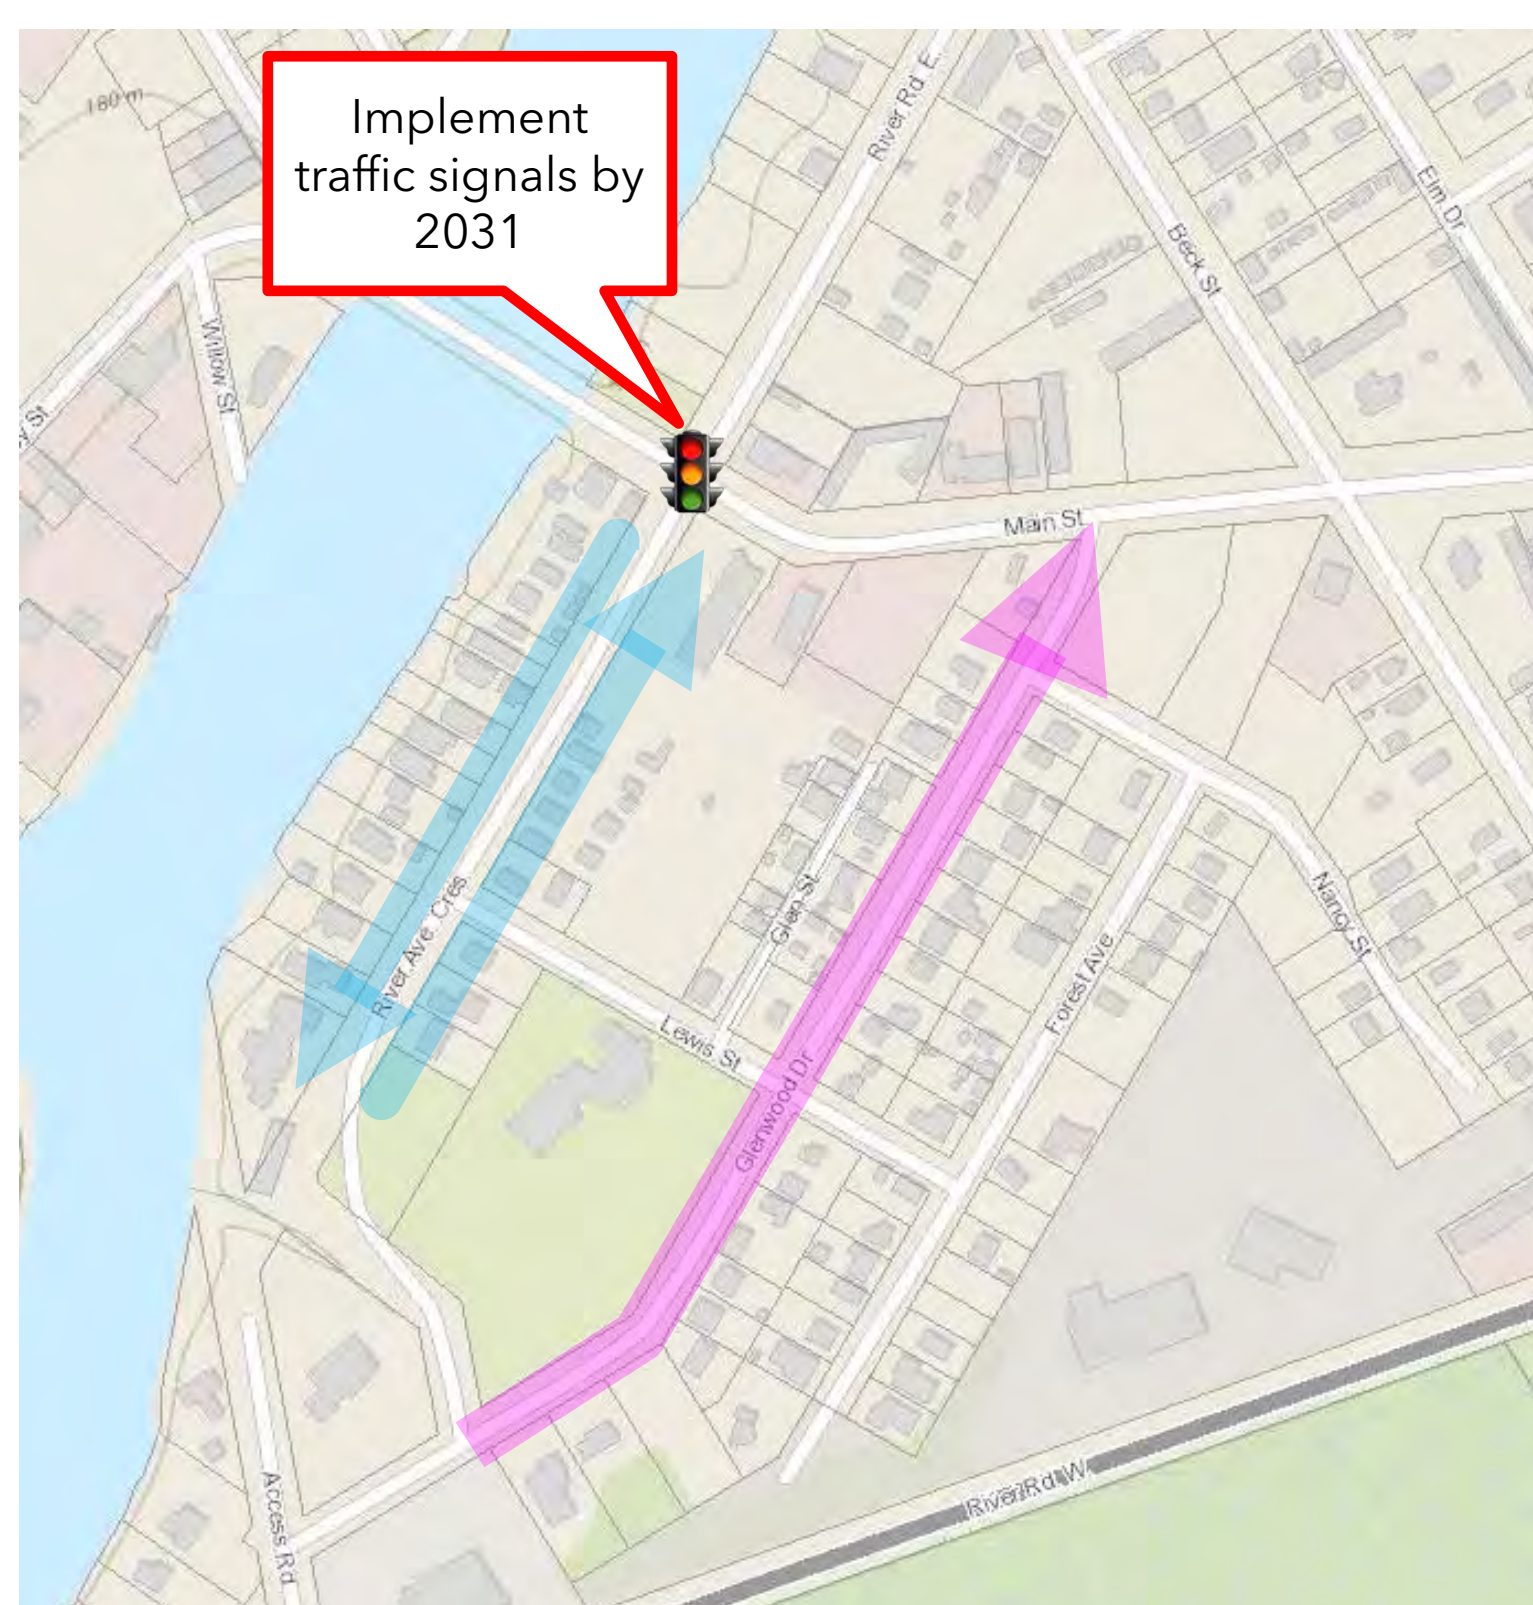 180 m
Implement
traffic signals by
2031
River Rd E
Elm Dr
Beck St
Willow St
St
Main St
River Ave Cres
Glen St
Nancy St
Forest Ave
Lewis St
Glenwood Dr
Access Rd
River Rd W